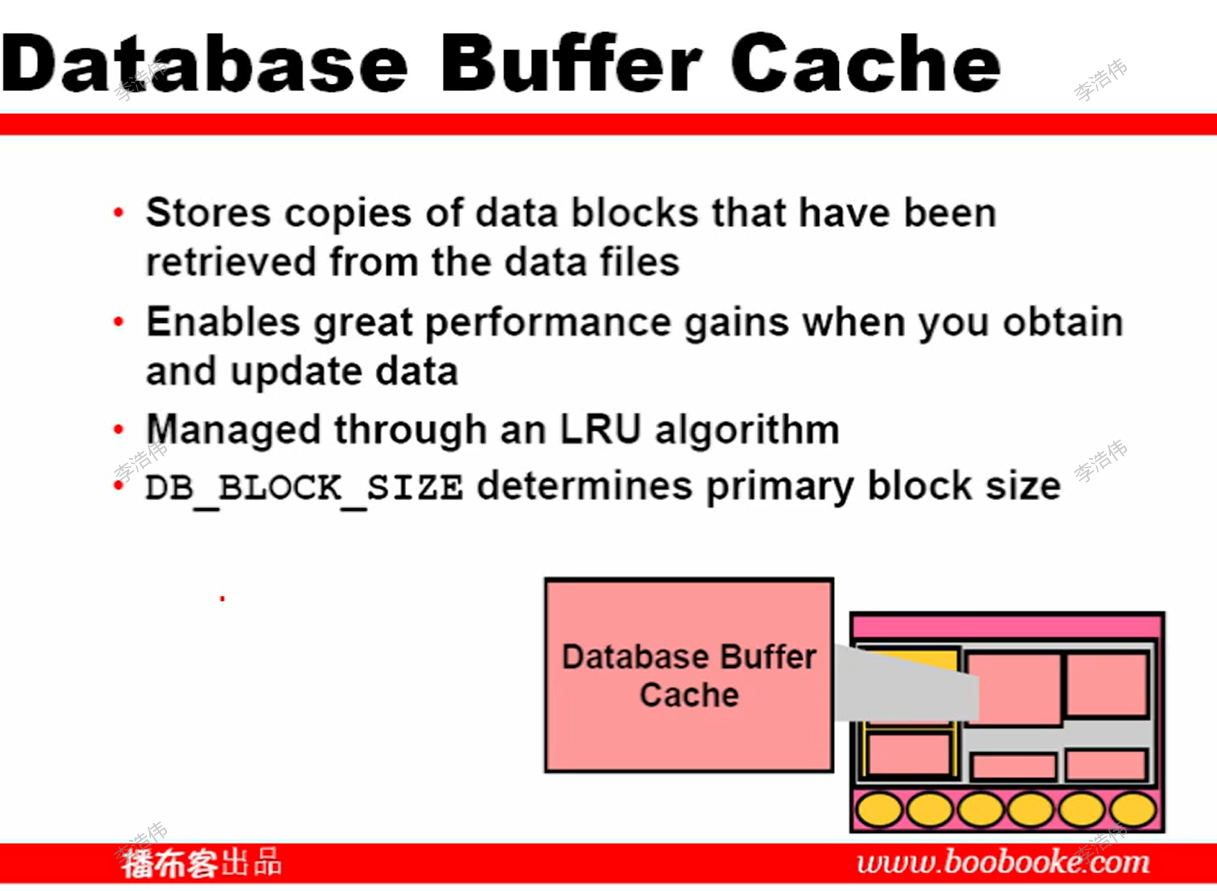 Database Buffer Cache
李浩伟
李浩伟
• Stores copies of data blocks that have been
retrieved from the data files
• Enables great performance gains when you obtain
and update data
• Managed through an LRU algorithm
李浩伟
李浩伟
• DB_BLOCK_SIZE determines primary block size
Database Buffer
Cache
李浩伟
李浩伟
播布客出品
www.boobooke.com